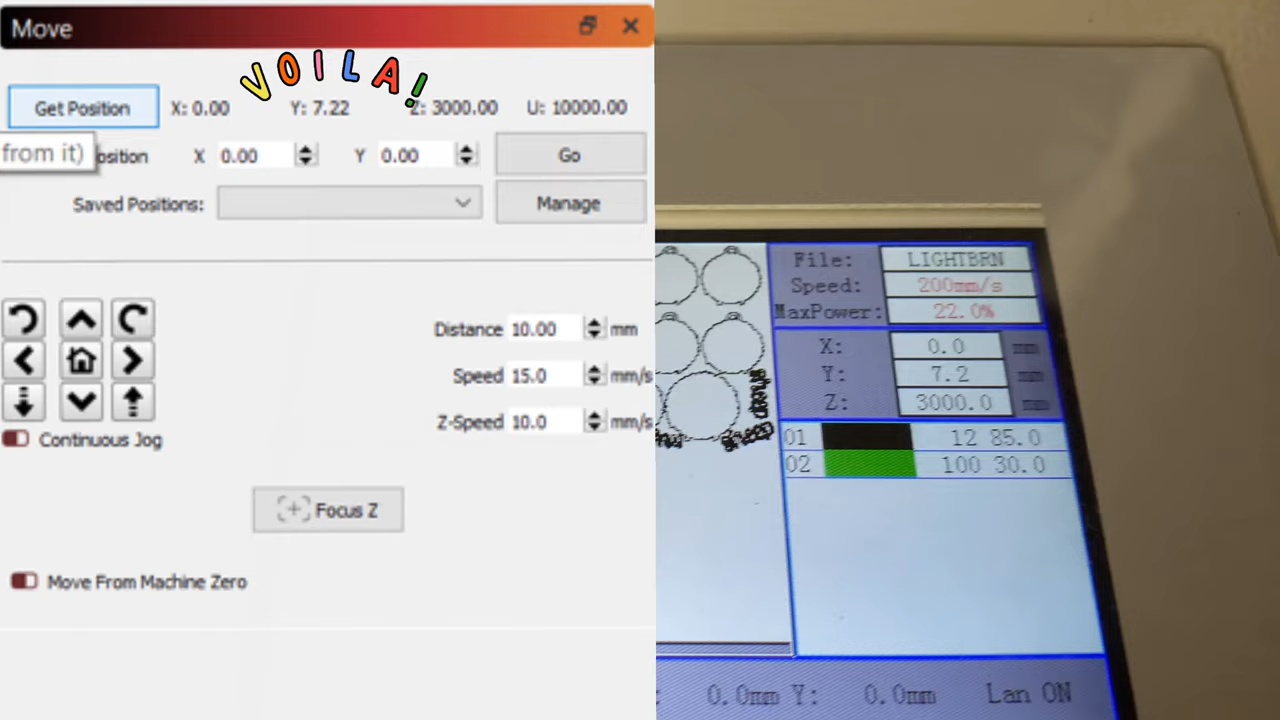 Move
VOILA!
Get Position X: 0.00 Y: 7.22 Z: 3000.00 U: 10000.00
from it) osition X 0.00 Y 0.00 Go
Saved Positions: Manage
Distance 10.00 mm
Speed 15.0 mm/s
Z-Speed 10.0 mm/s
Continuous Jog
Focus Z
Move From Machine Zero
File: LIGHTBRN
Speed: 200mm/s
MaxPower: 22.0%
X: 0.0 mm
Y: 7.2 mm
Z: 3000.0 mm
01 12 85.0
02 100 30.0
0.0mm Y: 0.0mm Lan ON